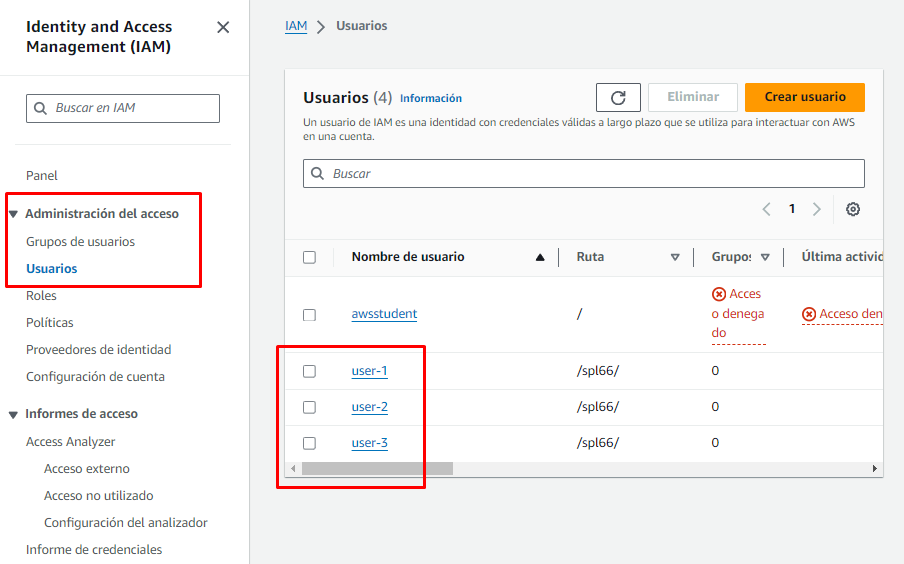 Identity and Access
Management (IAM)
Buscar en IAM
Panel
Administración del acceso
Grupos de usuarios
Usuarios
Roles
Políticas
Proveedores de identidad
Configuración de cuenta
Informes de acceso
Access Analyzer
Acceso externo
Acceso no utilizado
Configuración del analizador
Informe de credenciales
IAM > Usuarios
Usuarios (4) Información
Eliminar
Crear usuario
Un usuario de IAM es una identidad con credenciales válidas a largo plazo que se utiliza para interactuar con AWS
en una cuenta.
Buscar
1
Nombre de usuario Ruta Grupos Última activid
awsstudent / Acces
o denega
do
Acceso den
user-1 /spl66/ 0
user-2 /spl66/ 0
user-3 /spl66/ 0